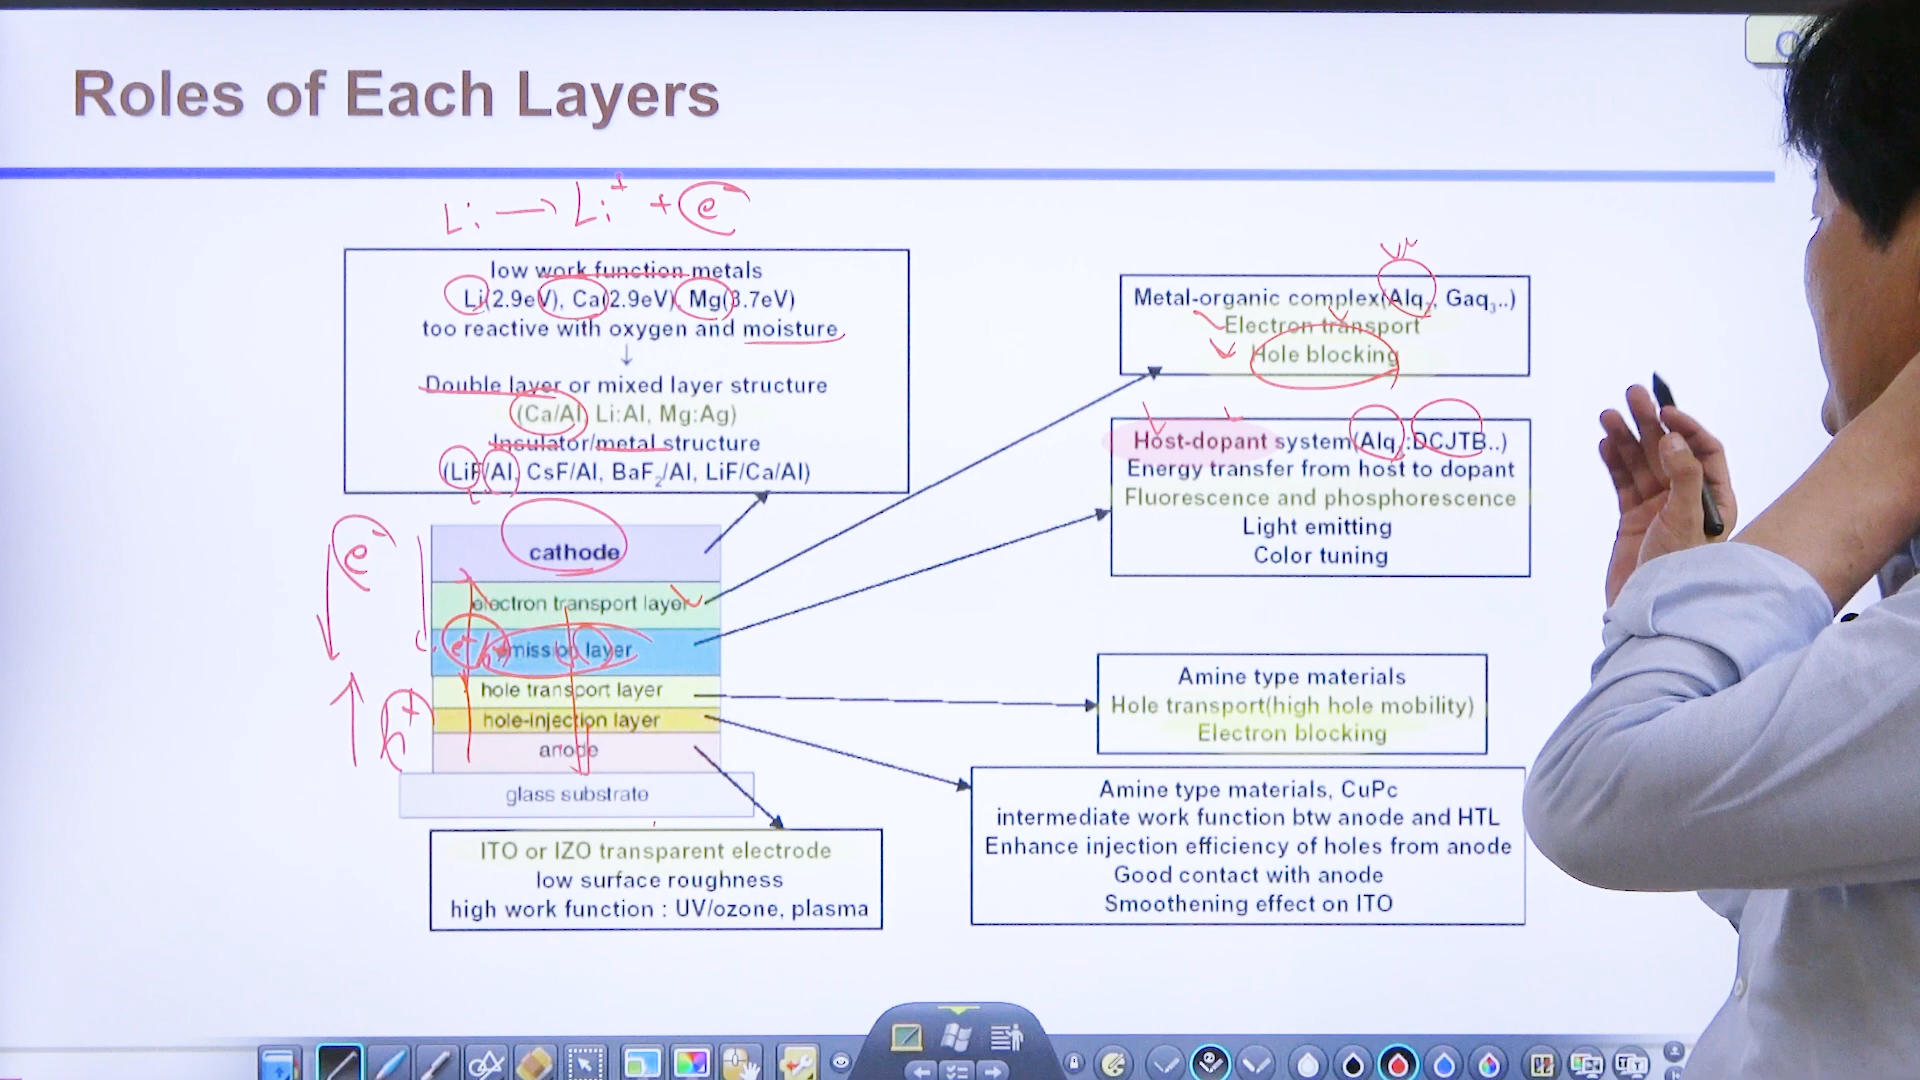 Roles of Each Layers
Li → Li⁺ + e⁻
low work function metals
Li(2.9eV), Ca(2.9eV), Mg(3.7eV)
too reactive with oxygen and moisture
↓
Double layer or mixed layer structure
(Ca/Al, Li:Al, Mg:Ag)
Insulator/metal structure
(LiF/Al, CsF/Al, BaF₂/Al, LiF/Ca/Al)
Metal-organic complex(Alq₃, Gaq₃..)
Electron transport
Hole blocking
Host-dopant system(Alq₃:DCJTB..)
Energy transfer from host to dopant
Fluorescence and phosphorescence
Light emitting
Color tuning
e⁻
cathode
electron transport layer
emission layer
hole transport layer
hole-injection layer
anode
glass substrate
h⁺
Amine type materials
Hole transport(high hole mobility)
Electron blocking
Amine type materials, CuPc
intermediate work function btw anode and HTL
Enhance injection efficiency of holes from anode
Good contact with anode
Smoothening effect on ITO
ITO or IZO transparent electrode
low surface roughness
high work function : UV/ozone, plasma